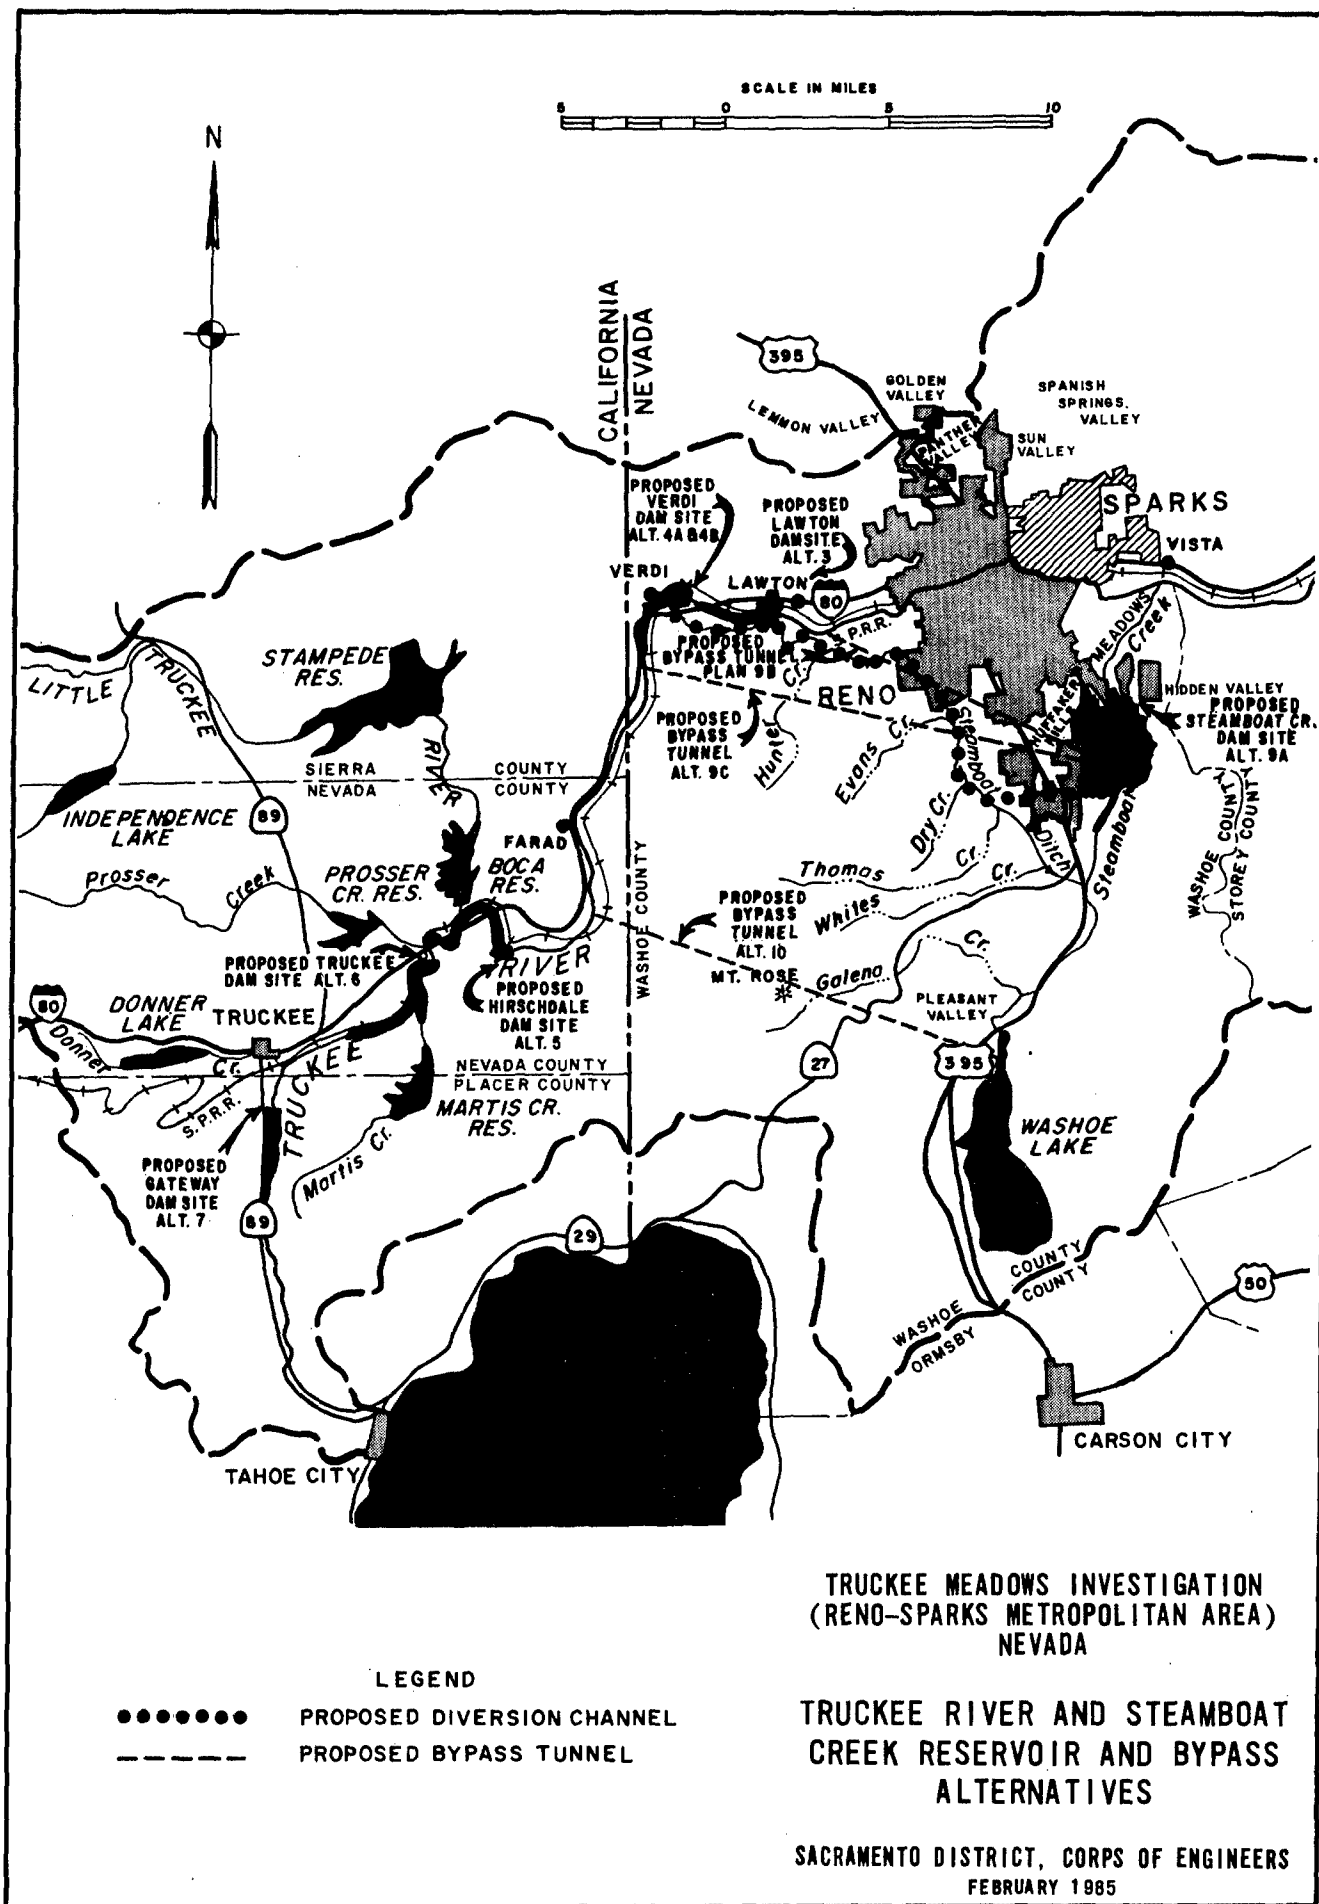 SCALE IN MILES
5 0 5 10
N
CALIFORNIA
NEVADA
395
GOLDEN
VALLEY
SPANISH
SPRINGS
VALLEY
LEMMON VALLEY
PANTHER
VALLEY
SUN
VALLEY
PROPOSED
VERDI
DAM SITE
ALT. 4A & 4B
PROPOSED
LAWTON
DAMSITE
ALT. 3
SPARKS
VISTA
VERDI
LAWTON
80
S.P.R.R.
MEADOWS
Creek
PROPOSED
BYPASS TUNNEL
PLAN 9B
Cr.
Hunter
RENO
HUFFAKER
HILLS
HIDDEN VALLEY
PROPOSED
STEAMBOAT CR.
DAM SITE
ALT. 9A
LITTLE
TRUCKEE
RIVER
STAMPEDE
RES.
PROPOSED
BYPASS
TUNNEL
ALT. 9C
Evans Cr.
Steamboat
Ditch
SIERRA COUNTY
NEVADA COUNTY
INDEPENDENCE
LAKE
89
FARAD
Dry Cr.
Steamboat
WASHOE COUNTY
STOREY COUNTY
Prosser Creek
PROSSER
CR. RES.
BOCA
RES.
WASHOE COUNTY
Thomas Cr.
Whites Cr.
PROPOSED
BYPASS
TUNNEL
ALT. 10
MT. ROSE
Galena Cr.
PLEASANT
VALLEY
PROPOSED TRUCKEE
DAM SITE ALT. 6
RIVER
PROPOSED
HIRSCHDALE
DAM SITE
ALT. 5
80
DONNER
LAKE
TRUCKEE
Donner Cr.
S.P.R.R.
TRUCKEE
27
395
NEVADA COUNTY
PLACER COUNTY
MARTIS CR.
RES.
Martis Cr.
WASHOE
LAKE
PROPOSED
GATEWAY
DAM SITE
ALT. 7
89
29
WASHOE COUNTY
ORMSBY COUNTY
50
CARSON CITY
TAHOE CITY
TRUCKEE MEADOWS INVESTIGATION
(RENO-SPARKS METROPOLITAN AREA)
NEVADA
LEGEND
PROPOSED DIVERSION CHANNEL
PROPOSED BYPASS TUNNEL
TRUCKEE RIVER AND STEAMBOAT
CREEK RESERVOIR AND BYPASS
ALTERNATIVES
SACRAMENTO DISTRICT, CORPS OF ENGINEERS
FEBRUARY 1985